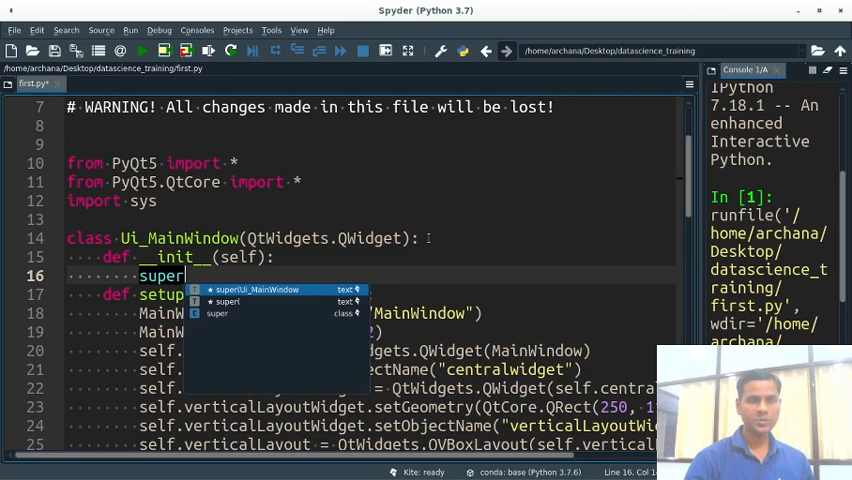 Spyder (Python 3.7)
File Edit Search Source Run Debug Consoles Projects Tools View Help
/home/archana/Desktop/datascience_training
/home/archana/Desktop/datascience_training/first.py
first.py*
Console 1/A
7 # WARNING! All changes made in this file will be lost!
8
9
10 from PyQt5 import *
11 from PyQt5.QtCore import *
12 import sys
13
14 class Ui_MainWindow(QtWidgets.QWidget):
15 def __init__(self):
16 super
★ super(Ui_MainWindow text
★ super( text
super class
17 def setup
18 MainW "MainWindow")
19 MainW 2)
20 self. Widgets.QWidget(MainWindow)
21 self. ectName("centralwidget")
22 self.verticalLayoutWidget = QtWidgets.QWidget(self.central
23 self.verticalLayoutWidget.setGeometry(QtCore.QRect(250, 1
24 self.verticalLayoutWidget.setObjectName("verticalLayoutWi
25 self.verticalLayout = QtWidgets.QVBoxLayout(self.vertical
IPython
7.18.1 -- An
enhanced
Interactive
Python.
In [1]:
runfile('/
home/archana/
Desktop/
datascience_t
raining/
first.py',
wdir='/home/
archana/
Kite: ready conda: base (Python 3.7.6) Line 16, Col 14